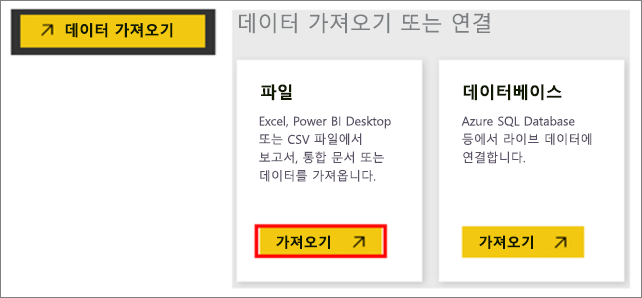 데이터 가져오기
데이터 가져오기 또는 연결
파일
Excel, Power BI Desktop
또는 CSV 파일에서
보고서, 통합 문서 또는
데이터를 가져옵니다.
가져오기
데이터베이스
Azure SQL Database
등에서 라이브 데이터에
연결합니다.
가져오기